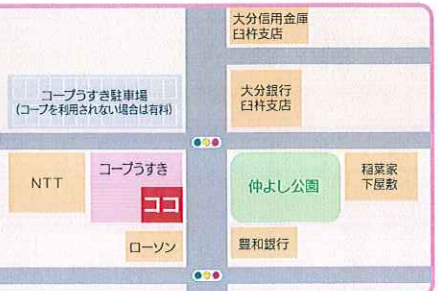 大分信用金庫
臼杵支店
コープうすき駐車場
(コープを利用されない場合は有料)
大分銀行
臼杵支店
NTT
コープうすき
ココ
仲よし公園
稲葉家
下屋敷
ローソン
豊和銀行